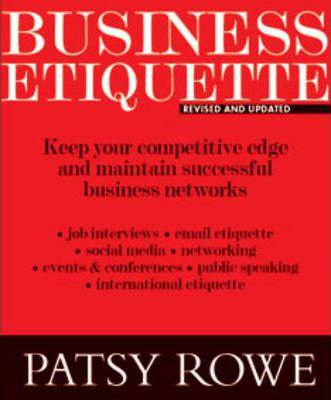 BUSINESS
ETIQUETTE
REVISED AND UPDATED
Keep your competitive edge
and maintain successful
business networks
• job interviews • email etiquette
• social media • networking
• events & conferences • public speaking
• international etiquette
PATSY ROWE